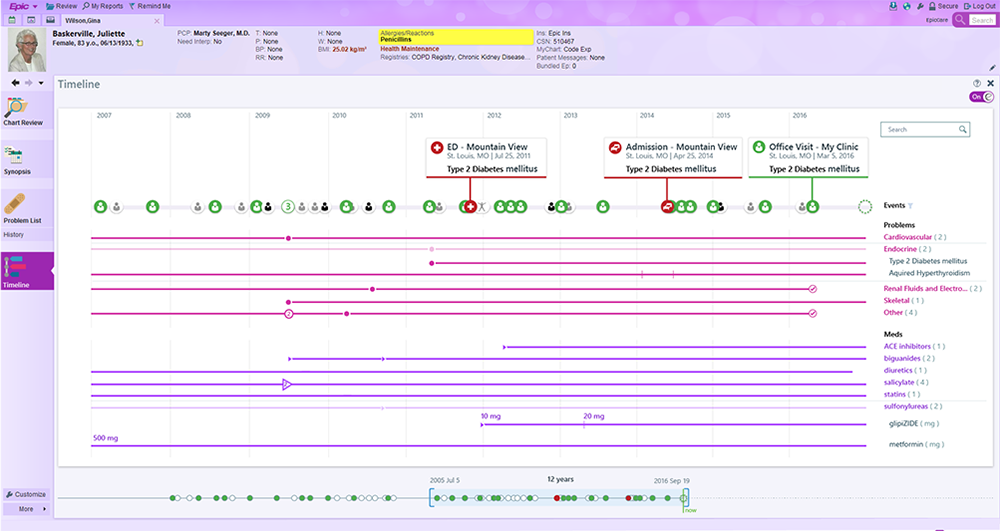 Epic Review My Reports Remind Me Secure Log Out
Wilson,Gina EpicCare Search
Baskerville, Juliette
Female, 83 y.o., 06/13/1933,
PCP: Marty Seeger, M.D.
Need Interp: No
T: None
P: None
BP: None
RR: None
H: None
W: None
BMI: 25.02 kg/m²
Allergies/Reactions
Penicillins
Health Maintenance
Registries: COPD Registry, Chronic Kidney Disease...
Ins: Epic Ins
CSN: 510467
MyChart: Code Exp
Patient Messages: None
Bundled Ep: 0
Chart Review
Synopsis
Problem List
History
Timeline
Customize
More
Timeline
On
2007 2008 2009 2010 2011 2012 2013 2014 2015 2016
Search
ED - Mountain View
St. Louis, MO | Jul 25, 2011
Type 2 Diabetes mellitus
Admission - Mountain View
St. Louis, MO | Apr 25, 2014
Type 2 Diabetes mellitus
Office Visit - My Clinic
St. Louis, MO | Mar 5, 2016
Type 2 Diabetes mellitus
3
Events
Problems
Cardiovascular ( 2 )
Endocrine ( 2 )
Type 2 Diabetes mellitus
Aquired Hyperthyroidism
Renal Fluids and Electro... ( 2 )
Skeletal ( 1 )
2
Other ( 4 )
Meds
ACE inhibitors ( 1 )
biguanides ( 2 )
diuretics ( 1 )
salicylate ( 4 )
statins ( 1 )
sulfonylureas ( 2 )
10 mg 20 mg
glipiZIDE ( mg )
500 mg
metformin ( mg )
2005 Jul 5 12 years 2016 Sep 19
now